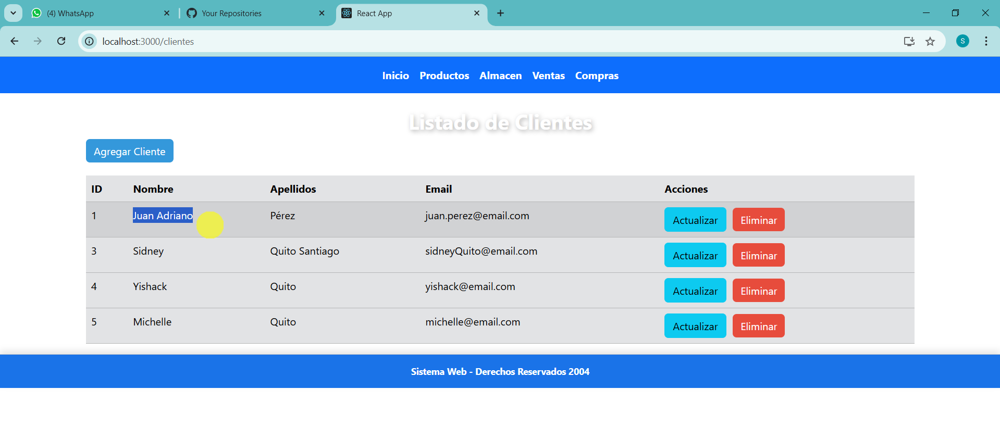 (4) WhatsApp
Your Repositories
React App
localhost:3000/clientes
S
Inicio Productos Almacen Ventas Compras
Listado de Clientes
Agregar Cliente
ID Nombre Apellidos Email Acciones
1 Juan Adriano Pérez juan.perez@email.com Actualizar Eliminar
3 Sidney Quito Santiago sidneyQuito@email.com Actualizar Eliminar
4 Yishack Quito yishack@email.com Actualizar Eliminar
5 Michelle Quito michelle@email.com Actualizar Eliminar
Sistema Web - Derechos Reservados 2004